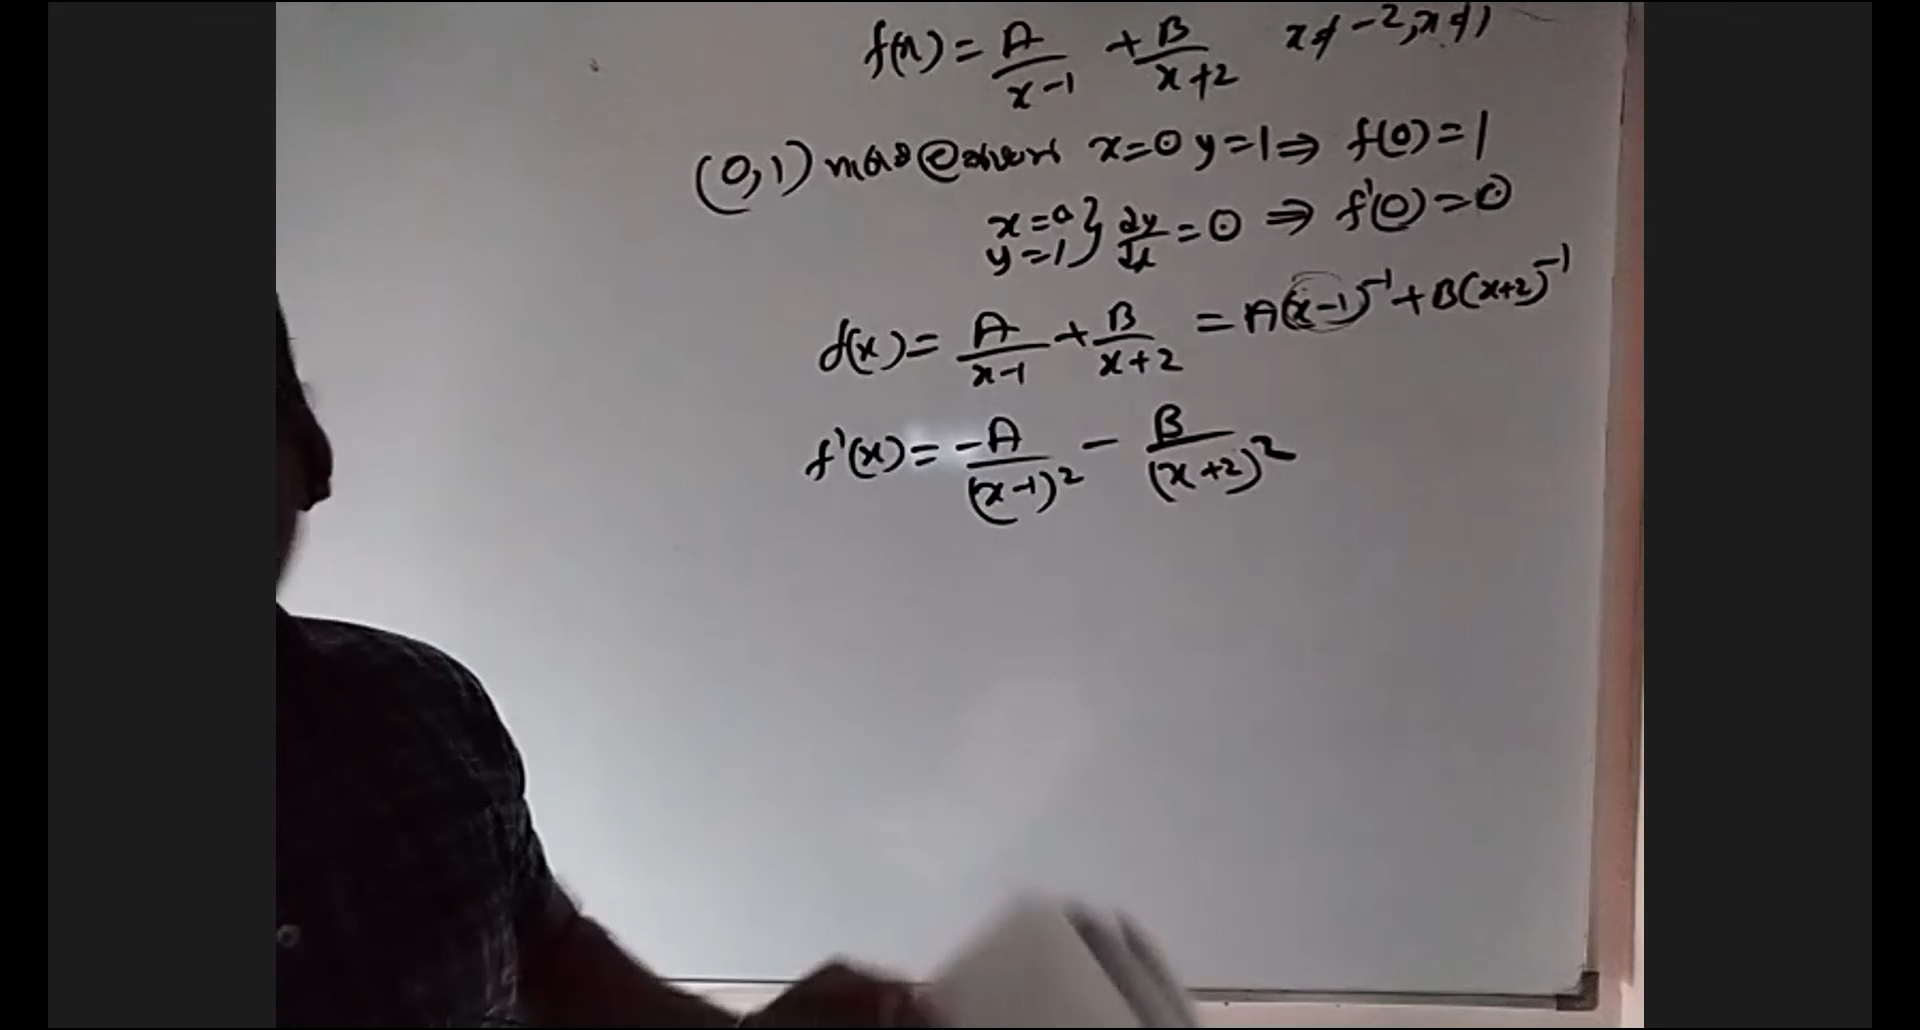 f(x) = A/(x-1) + B/(x+2) x≠-2, x≠1
(0,1) x=0 y=1 ⇒ f(0)=1
x=0 y=1 } dy/dx = 0 ⇒ f'(0)=0
f(x) = A/(x-1) + B/(x+2) = A(x-1)⁻¹ + B(x+2)⁻¹
f'(x) = -A/(x-1)² - B/(x+2)²